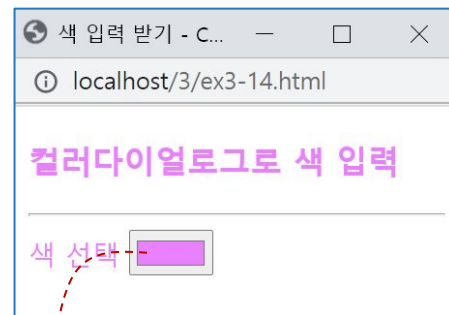 색 입력 받기 - C...
localhost/3/ex3-14.html
컬러다이얼로그로 색 입력
색 선택